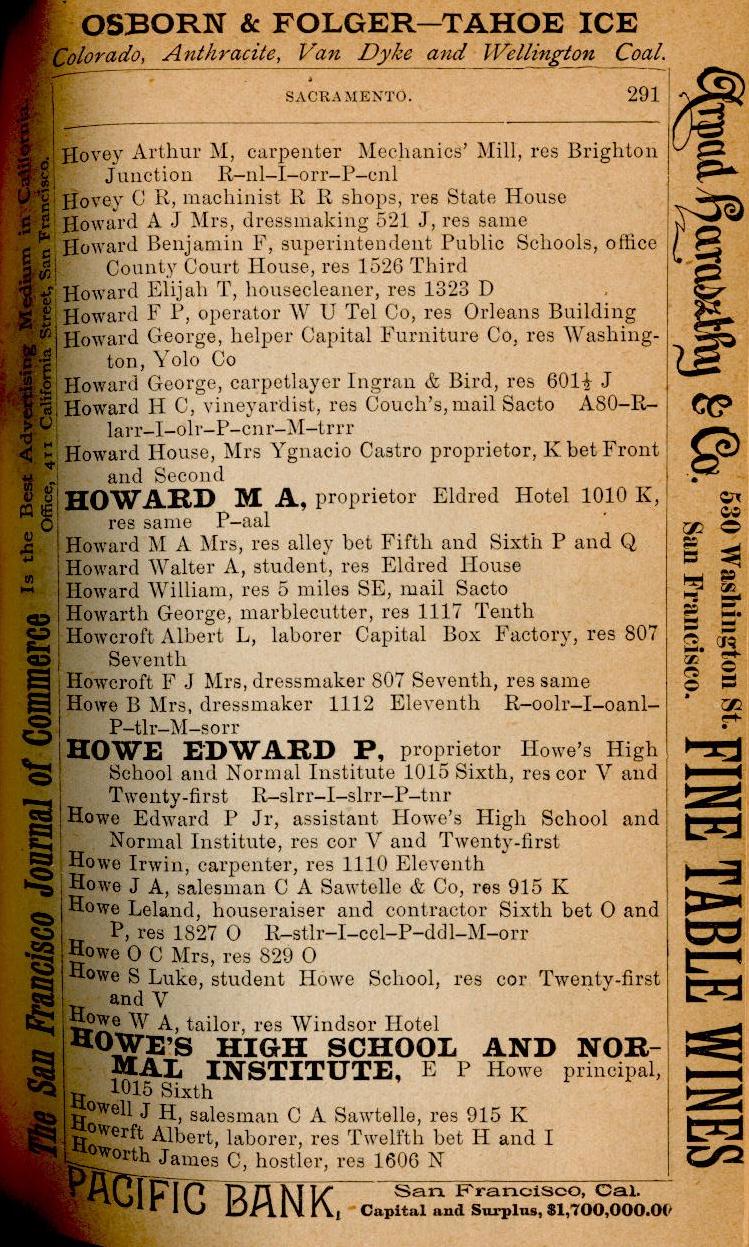 OSBORN & FOLGER—TAHOE ICE
Colorado, Anthracite, Van Dyke and Wellington Coal.
SACRAMENTO. 291
Hovey Arthur M, carpenter Mechanics' Mill, res Brighton
Junction R–nl–I–orr–P–cnl
Hovey C R, machinist R R shops, res State House
Howard A J Mrs, dressmaking 521 J, res same
Howard Benjamin F, superintendent Public Schools, office
County Court House, res 1526 Third
Howard Elijah T, housecleaner, res 1323 D
Howard F P, operator W U Tel Co, res Orleans Building
Howard George, helper Capital Furniture Co, res Washing-
ton, Yolo Co
Howard George, carpetlayer Ingran & Bird, res 601½ J
Howard H C, vineyardist, res Couch's, mail Sacto A80–R–
larr–I–olr–P–cnr–M–trrr
Howard House, Mrs Ygnacio Castro proprietor, K bet Front
and Second
HOWARD M A, proprietor Eldred Hotel 1010 K,
res same P–aal
Howard M A Mrs, res alley bet Fifth and Sixth P and Q
Howard Walter A, student, res Eldred House
Howard William, res 5 miles SE, mail Sacto
Howarth George, marblecutter, res 1117 Tenth
Howcroft Albert L, laborer Capital Box Factory, res 807
Seventh
Howcroft F J Mrs, dressmaker 807 Seventh, res same
Howe B Mrs, dressmaker 1112 Eleventh R–oolr–I–oanl–
P–tlr–M–sorr
HOWE EDWARD P, proprietor Howe's High
School and Normal Institute 1015 Sixth, res cor V and
Twenty-first R–slrr–I–slrr–P–tnr
Howe Edward P Jr, assistant Howe's High School and
Normal Institute, res cor V and Twenty-first
Howe Irwin, carpenter, res 1110 Eleventh
Howe J A, salesman C A Sawtelle & Co, res 915 K
Howe Leland, houseraiser and contractor Sixth bet O and
P, res 1827 O R–stlr–I–ccl–P–ddl–M–orr
Howe O C Mrs, res 829 O
Howe S Luke, student Howe School, res cor Twenty-first
and V
Howe W A, tailor, res Windsor Hotel
HOWE'S HIGH SCHOOL AND NOR-
MAL INSTITUTE, E P Howe principal,
1015 Sixth
Howell J H, salesman C A Sawtelle, res 915 K
Howerft Albert, laborer, res Twelfth bet H and I
Howorth James C, hostler, res 1606 N
PACIFIC BANK, San Francisco, Cal.
Capital and Surplus, $1,700,000.00
The San Francisco Journal of Commerce Is the Best Advertising Medium in California.
Office, 411 California Street, San Francisco.
Arpad Haraszthy & Co. 530 Washington St.
San Francisco.
FINE TABLE WINES